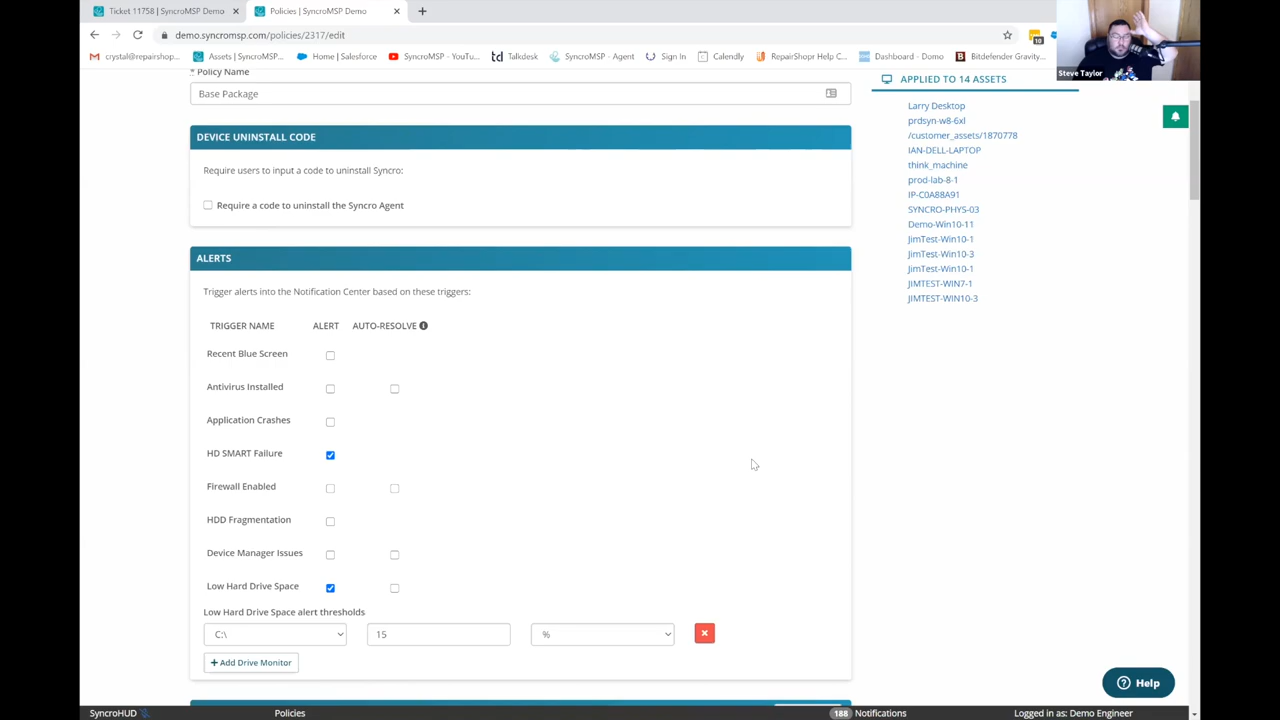 Ticket 11758 | SyncroMSP Demo
Policies | SyncroMSP Demo
demo.syncromsp.com/policies/2317/edit
crystal@repairshop...
Assets | SyncroMSP...
Home | Salesforce
SyncroMSP - YouTu...
Talkdesk
SyncroMSP - Agent
Sign In
Calendly
RepairShopr Help C...
Dashboard - Domo
Bitdefender Gravity...
10
Steve Taylor
* Policy Name
Base Package
DEVICE UNINSTALL CODE
Require users to input a code to uninstall Syncro:
Require a code to uninstall the Syncro Agent
ALERTS
Trigger alerts into the Notification Center based on these triggers:
TRIGGER NAME ALERT AUTO-RESOLVE
Recent Blue Screen
Antivirus Installed
Application Crashes
HD SMART Failure
Firewall Enabled
HDD Fragmentation
Device Manager Issues
Low Hard Drive Space
Low Hard Drive Space alert thresholds
C:\ 15 %
+ Add Drive Monitor
APPLIED TO 14 ASSETS
Larry Desktop
prdsyn-w8-6xl
/customer_assets/1870778
IAN-DELL-LAPTOP
think_machine
prod-lab-8-1
IP-C0A88A91
SYNCRO-PHYS-03
Demo-Win10-11
JimTest-Win10-1
JimTest-Win10-3
JimTest-Win10-1
JIMTEST-WIN7-1
JIMTEST-WIN10-3
? Help
SyncroHUD
Policies
188 Notifications
Logged in as: Demo Engineer